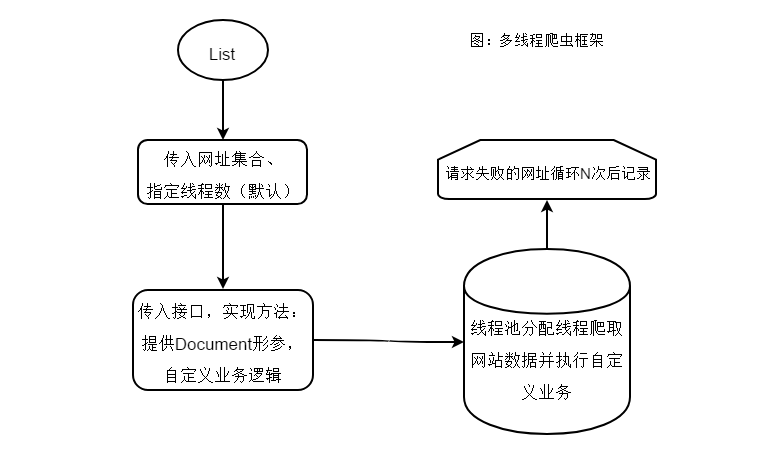 图：多线程爬虫框架
List
传入网址集合、
指定线程数（默认）
请求失败的网址循环N次后记录
传入接口，实现方法：
提供Document形参，
自定义业务逻辑
线程池分配线程爬取
网站数据并执行自定
义业务